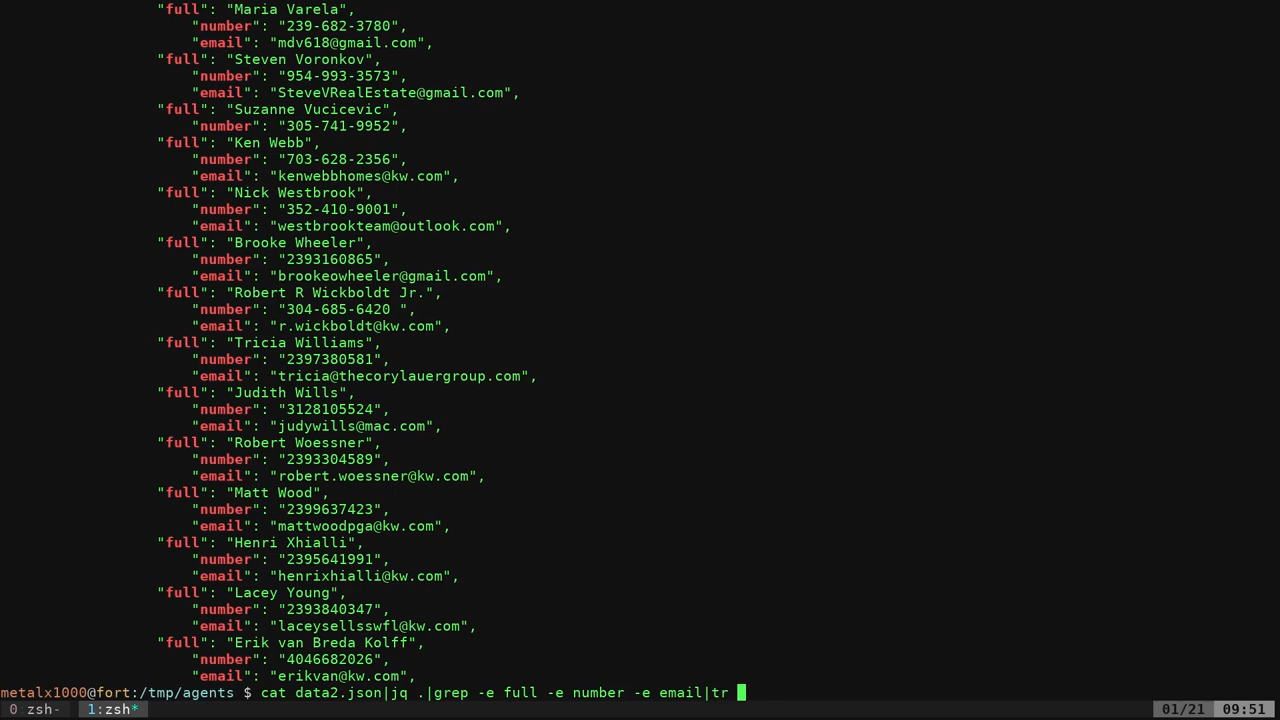 "full": "Maria Varela",
"number": "239-682-3780",
"email": "mdv618@gmail.com",
"full": "Steven Voronkov",
"number": "954-993-3573",
"email": "SteveVRealEstate@gmail.com",
"full": "Suzanne Vucicevic",
"number": "305-741-9952",
"full": "Ken Webb",
"number": "703-628-2356",
"email": "kenwebbhomes@kw.com",
"full": "Nick Westbrook",
"number": "352-410-9001",
"email": "westbrookteam@outlook.com",
"full": "Brooke Wheeler",
"number": "2393160865",
"email": "brookeowheeler@gmail.com",
"full": "Robert R Wickboldt Jr.",
"number": "304-685-6420 ",
"email": "r.wickboldt@kw.com",
"full": "Tricia Williams",
"number": "2397380581",
"email": "tricia@thecorylauergroup.com",
"full": "Judith Wills",
"number": "3128105524",
"email": "judywills@mac.com",
"full": "Robert Woessner",
"number": "2393304589",
"email": "robert.woessner@kw.com",
"full": "Matt Wood",
"number": "2399637423",
"email": "mattwoodpga@kw.com",
"full": "Henri Xhialli",
"number": "2395641991",
"email": "henrixhialli@kw.com",
"full": "Lacey Young",
"number": "2393840347",
"email": "laceysellsswfl@kw.com",
"full": "Erik van Breda Kolff",
"number": "4046682026",
"email": "erikvan@kw.com",
metalx1000@fort:/tmp/agents $ cat data2.json|jq .|grep -e full -e number -e email|tr
0 zsh- 1:zsh* 01/21 09:51